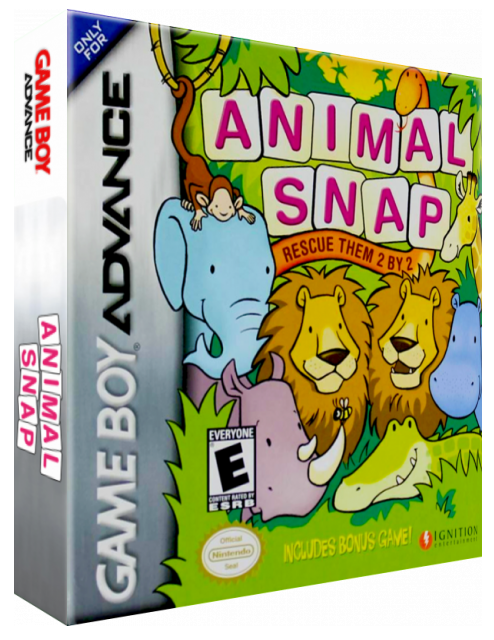 ONLY
FOR
GAME BOY
ADVANCE
ANIMAL
SNAP
GAME BOY ADVANCE
ANIMAL
SNAP
RESCUE THEM 2 BY 2
EVERYONE
E
CONTENT RATED BY
ESRB
Official
Nintendo
Seal
INCLUDES BONUS GAME!
IGNITION
entertainment